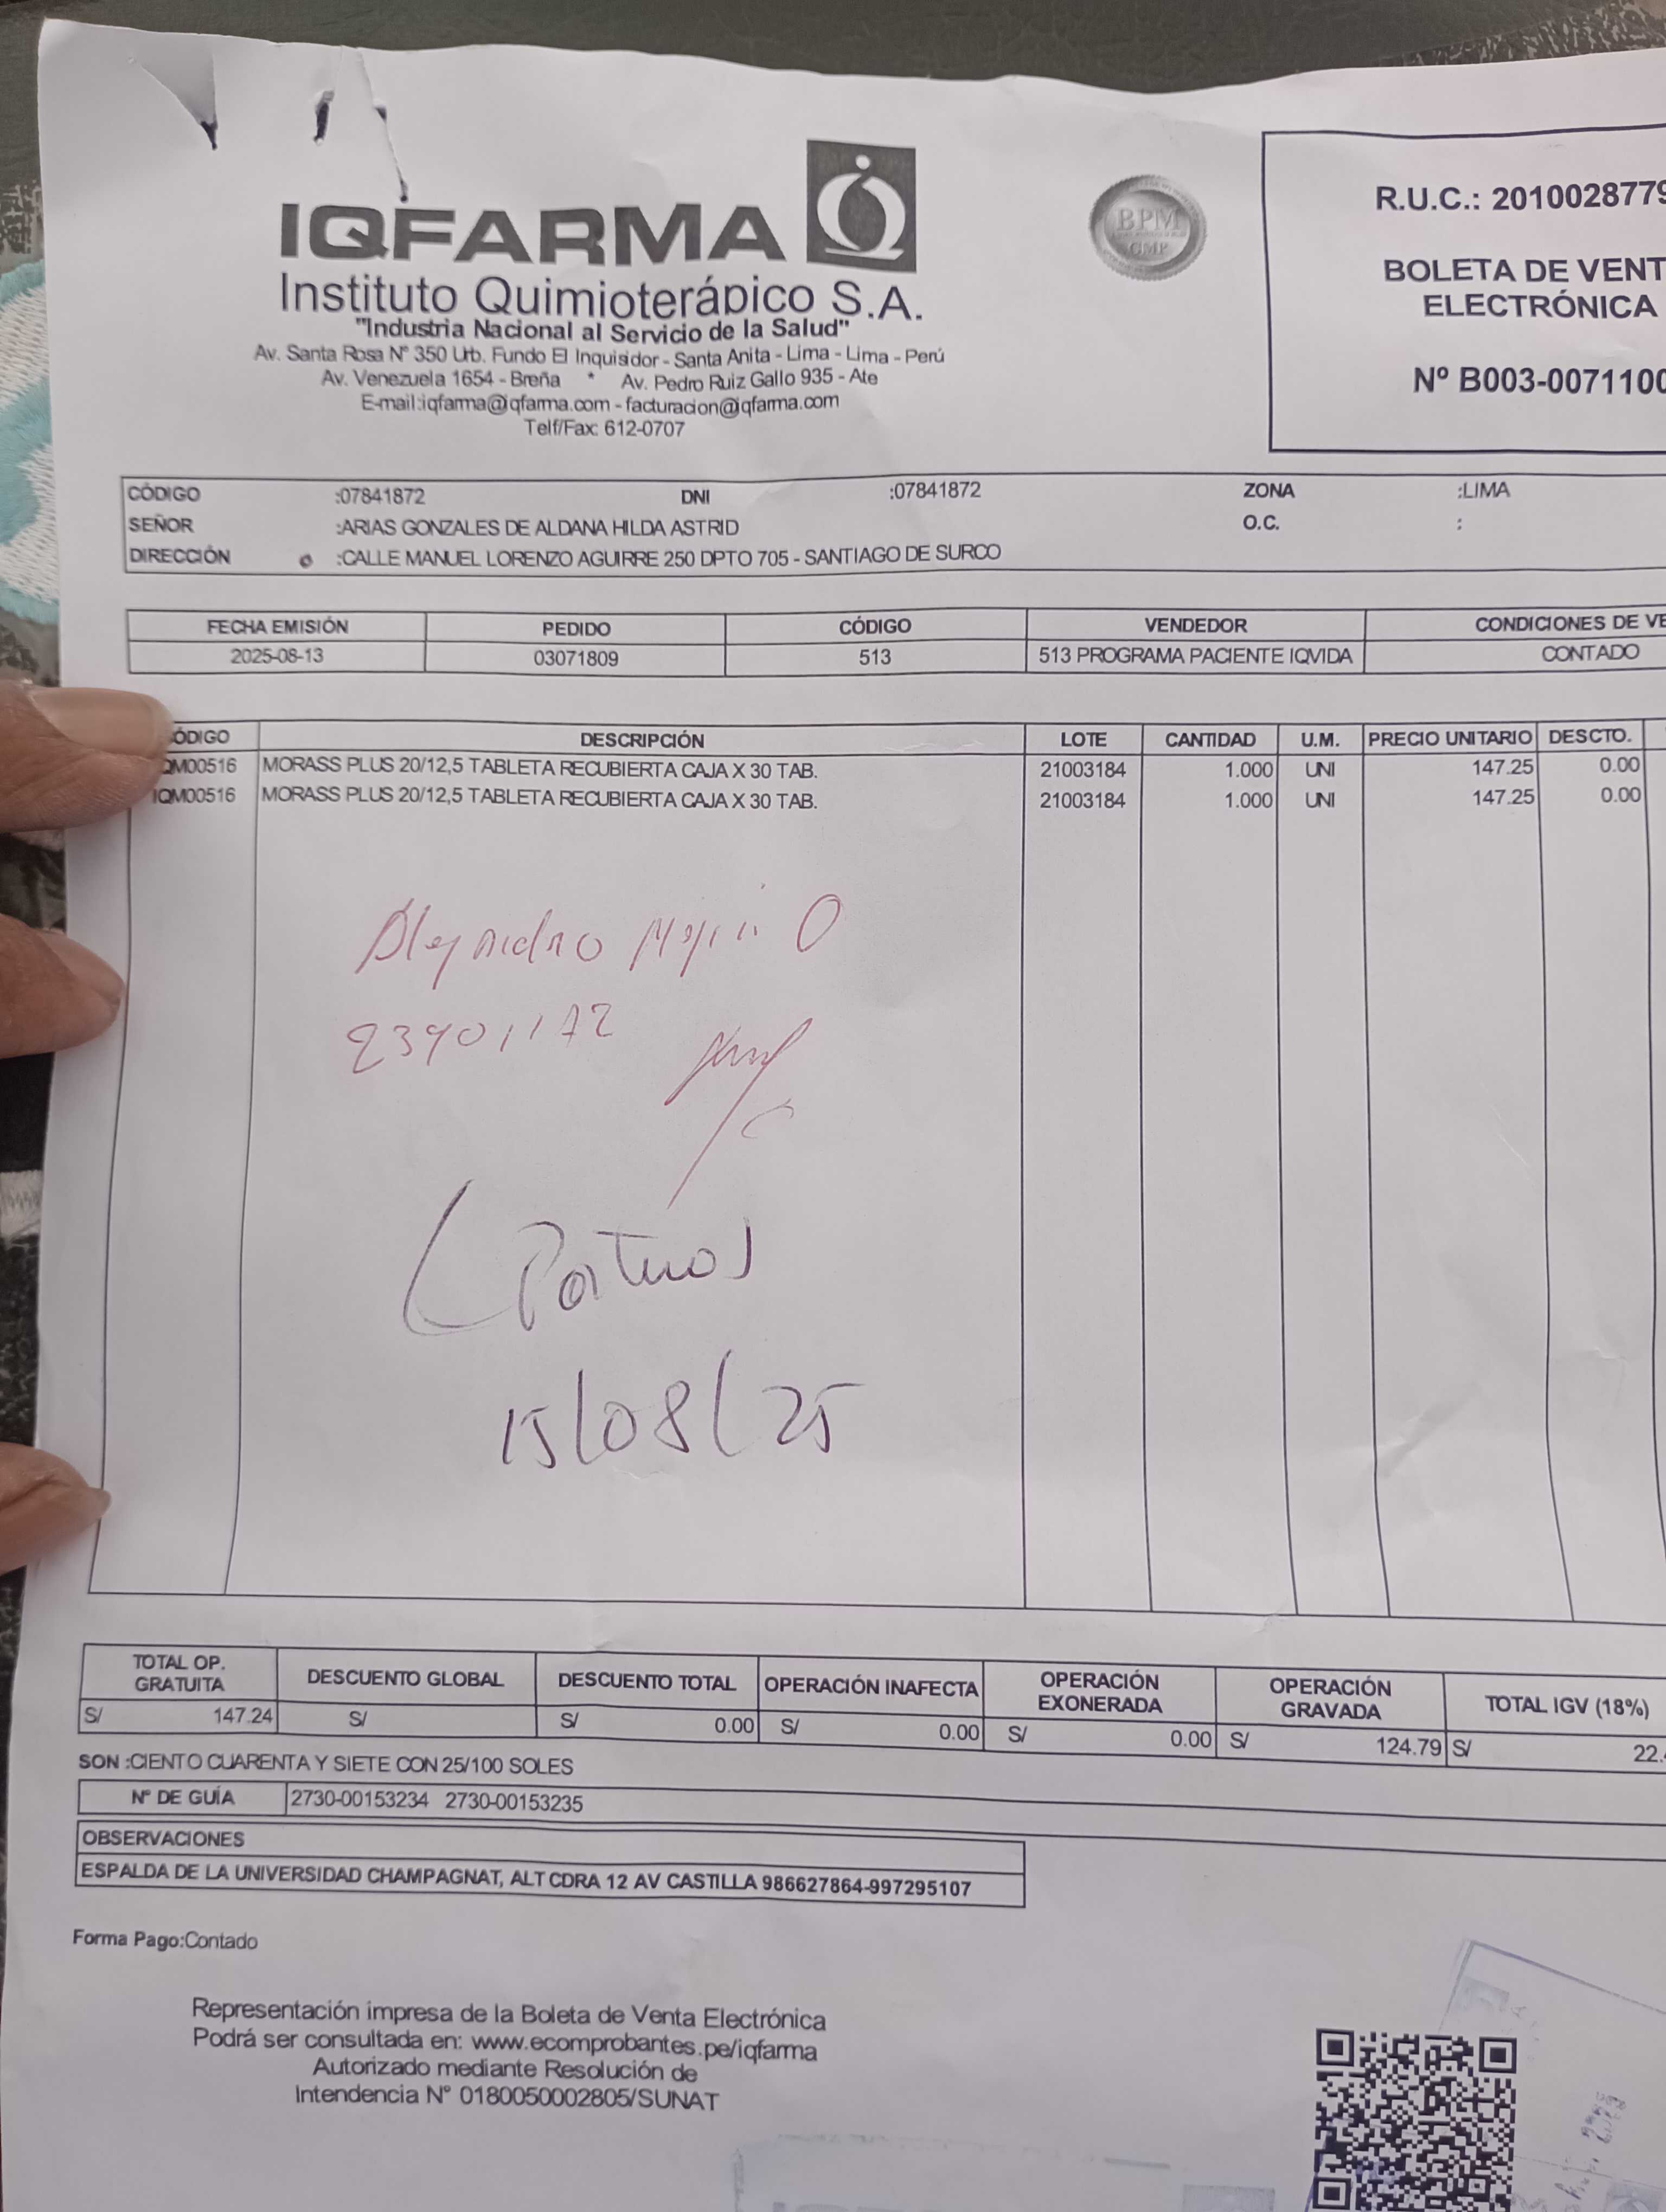 IQFARMA
Instituto Quimioterápico S.A.
"Industria Nacional al Servicio de la Salud"
Av. Santa Rosa N° 350 Urb. Fundo El Inquisidor - Santa Anita - Lima - Lima - Perú
Av. Venezuela 1654 - Breña * Av. Pedro Ruiz Gallo 935 - Ate
E-mail:iqfarma@iqfarma.com - facturacion@iqfarma.com
Telf/Fax: 612-0707
BPM
GMP
R.U.C.: 2010028779
BOLETA DE VENT
ELECTRÓNICA
Nº B003-0071100
CÓDIGO :07841872 DNI :07841872 ZONA :LIMA
SEÑOR :ARIAS GONZALES DE ALDANA HILDA ASTRID O.C. :
DIRECCIÓN :CALLE MANUEL LORENZO AGUIRRE 250 DPTO 705 - SANTIAGO DE SURCO
FECHA EMISIÓN PEDIDO CÓDIGO VENDEDOR CONDICIONES DE VE
2025-08-13 03071809 513 513 PROGRAMA PACIENTE IQVIDA CONTADO
ÓDIGO DESCRIPCIÓN LOTE CANTIDAD U.M. PRECIO UNITARIO DESCTO.
QM00516 MORASS PLUS 20/12,5 TABLETA RECUBIERTA CAJA X 30 TAB. 21003184 1.000 UNI 147.25 0.00
IQM00516 MORASS PLUS 20/12,5 TABLETA RECUBIERTA CAJA X 30 TAB. 21003184 1.000 UNI 147.25 0.00
15/08/25
TOTAL OP. GRATUITA DESCUENTO GLOBAL DESCUENTO TOTAL OPERACIÓN INAFECTA OPERACIÓN EXONERADA OPERACIÓN GRAVADA TOTAL IGV (18%)
S/ 147.24 S/ S/ 0.00 S/ 0.00 S/ 0.00 S/ 124.79 S/ 22.
SON :CIENTO CUARENTA Y SIETE CON 25/100 SOLES
N° DE GUÍA 2730-00153234 2730-00153235
OBSERVACIONES
ESPALDA DE LA UNIVERSIDAD CHAMPAGNAT, ALT CDRA 12 AV CASTILLA 986627864-997295107
Forma Pago:Contado
Representación impresa de la Boleta de Venta Electrónica
Podrá ser consultada en: www.ecomprobantes.pe/iqfarma
Autorizado mediante Resolución de
Intendencia N° 0180050002805/SUNAT